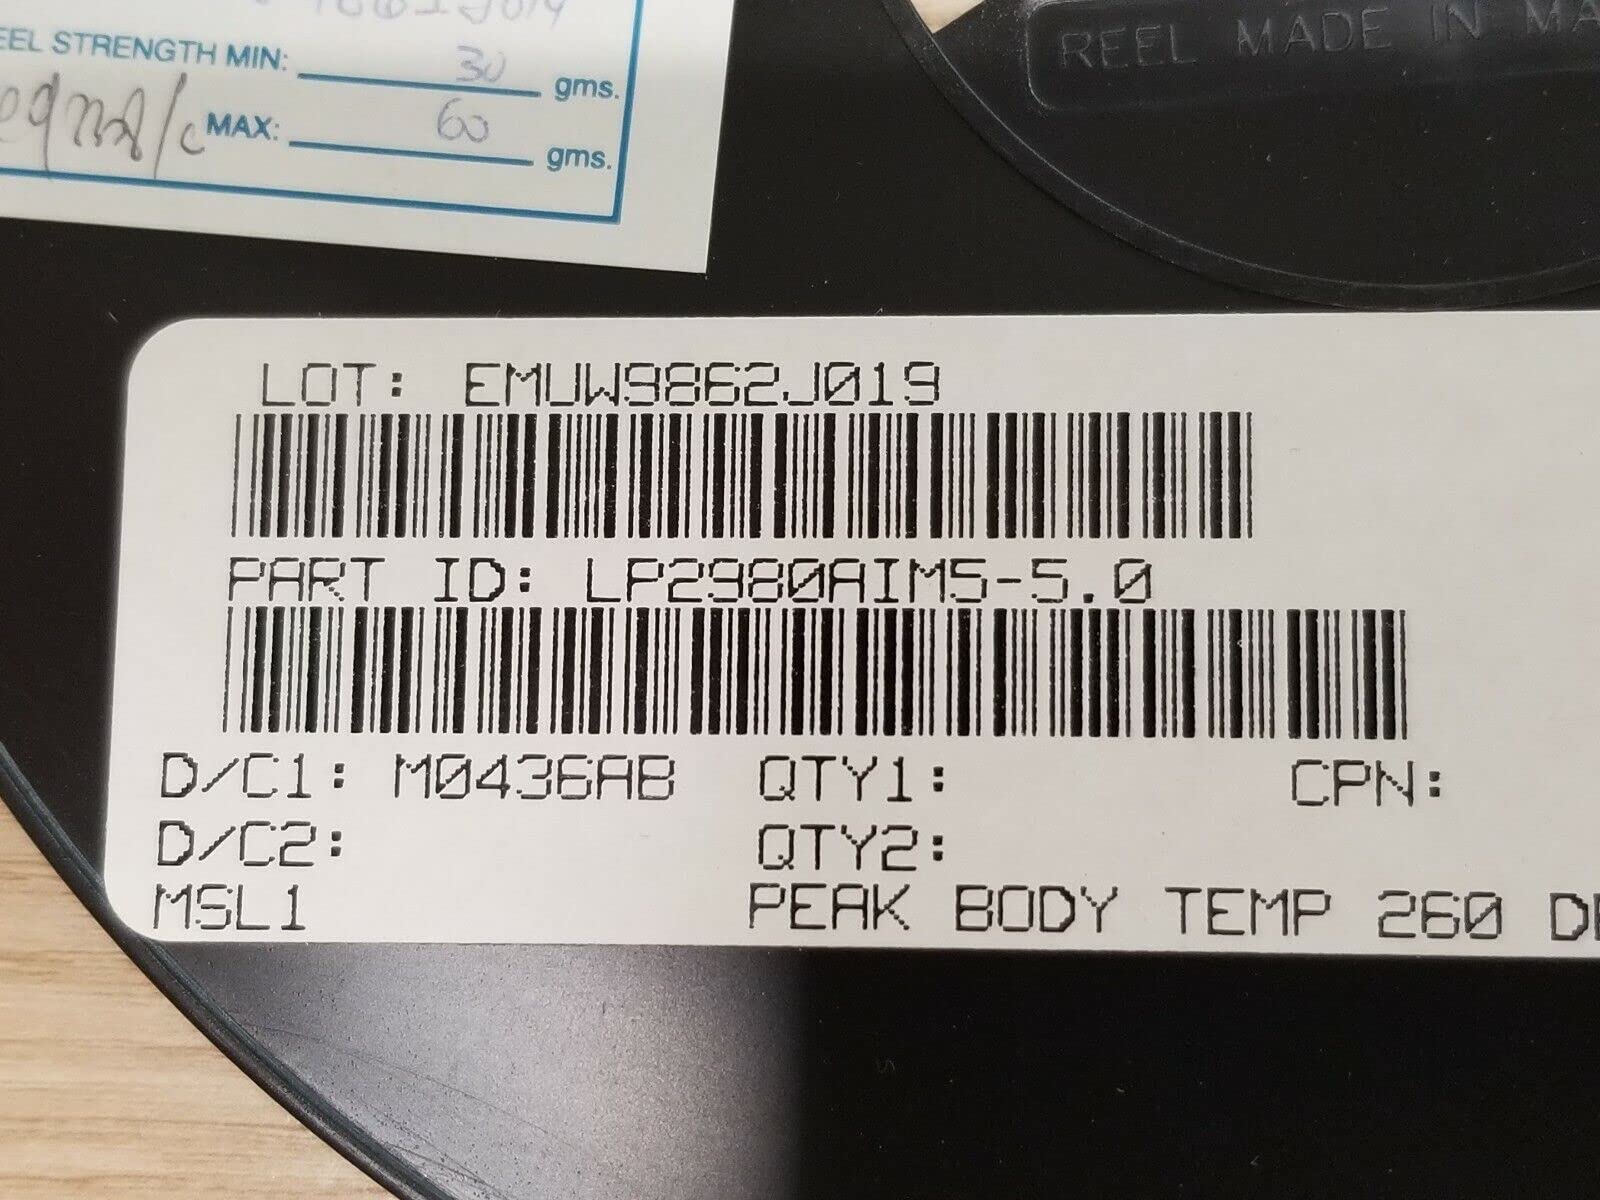 EEL STRENGTH MIN: 30 gms.
MAX: 60 gms.
REEL MADE IN MA
LOT: EMUW9862J019
PART ID: LP2980AIM5-5.0
D/C1: M0436AB QTY1: CPN:
D/C2: QTY2:
MSL1 PEAK BODY TEMP 260 DE